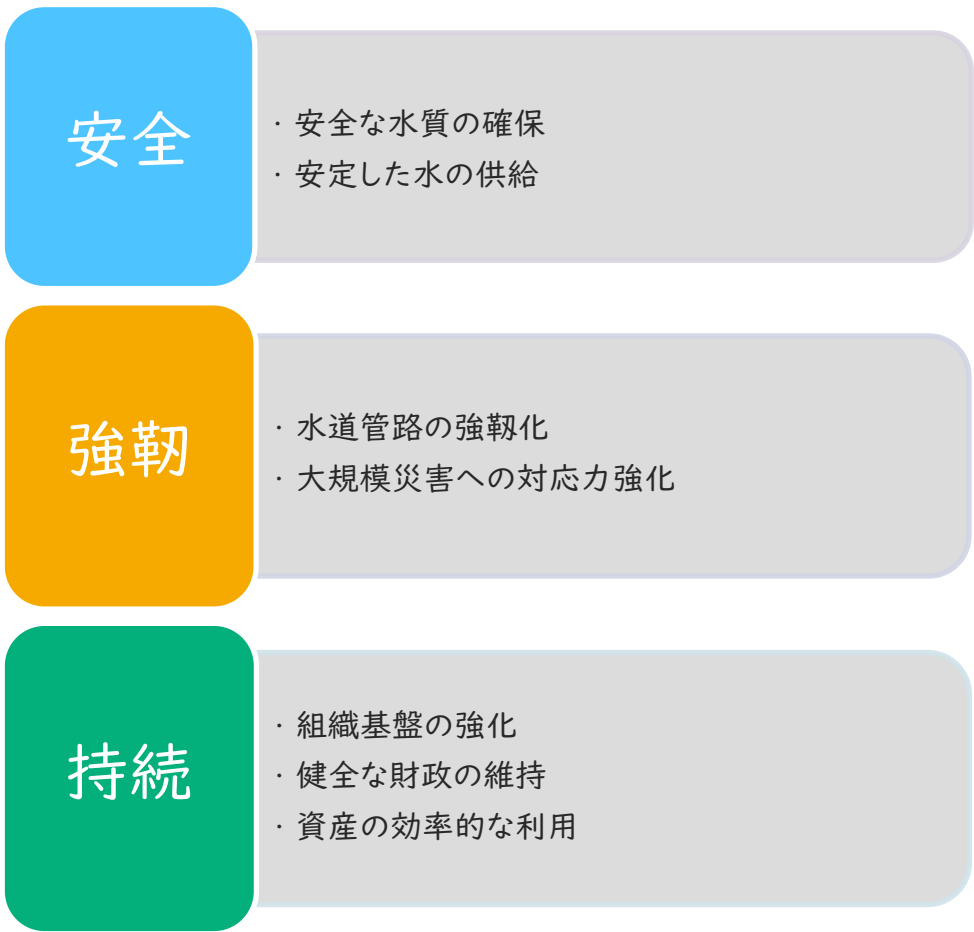 安全
・安全な水質の確保
・安定した水の供給
強靭
・水道管路の強靱化
・大規模災害への対応力強化
持続
・組織基盤の強化
・健全な財政の維持
・資産の効率的な利用